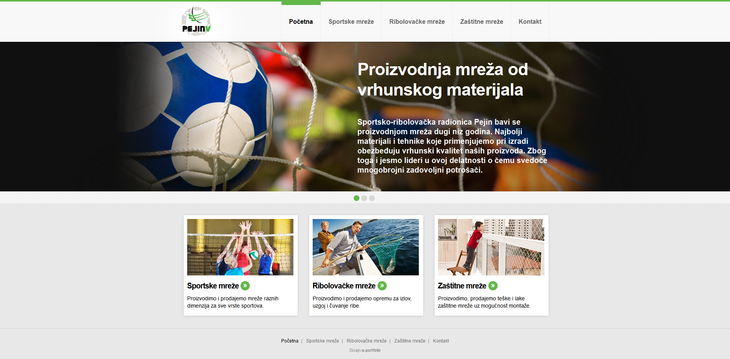 PEJINV
Početna
Sportske mreže
Ribolovačke mreže
Zaštitne mreže
Kontakt
Proizvodnja mreža od
vrhunskog materijala
Sportsko-ribolovačka radionica Pejin bavi se
proizvodnjom mreža dugi niz godina. Najbolji
materijali i tehnike koje primenjujemo pri izradi
obezbeđuju vrhunski kvalitet naših proizvoda. Zbog
toga i jesmo lideri u ovoj delatnosti o čemu svedoče
mnogobrojni zadovoljni potrošači.
Sportske mreže
Proizvodimo i prodajemo mreže raznih
dimenzija za sve vrste sportova.
Ribolovačke mreže
Proizvodimo i prodajemo opremu za izlov,
uzgoj i čuvanje ribe.
Zaštitne mreže
Proizvodimo, prodajemo teške i lake
zaštitne mreže uz mogućnost montaže.
Početna | Sportske mreže | Ribolovačke mreže | Zaštitne mreže | Kontakt
Dizajn e-portfolio